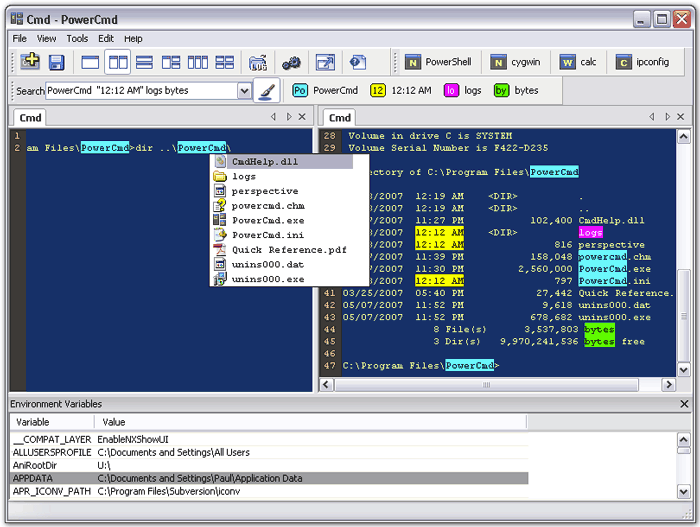 Cmd - PowerCmd
File View Tools Edit Help
PowerShell cygwin calc ipconfig
Search PowerCmd "12:12 AM" logs bytes Po PowerCmd 12 12:12 AM lo logs by bytes
Cmd
1
2 am Files\PowerCmd>dir ..\PowerCmd\
CmdHelp.dll
logs
perspective
powercmd.chm
PowerCmd.exe
PowerCmd.ini
Quick Reference.pdf
unins000.dat
unins000.exe
Cmd
28 Volume in drive C is SYSTEM
29 Volume Serial Number is F422-D235
ectory of C:\Program Files\PowerCmd
/2007 12:19 AM <DIR> .
/2007 12:19 AM <DIR> ..
/2007 11:27 PM 102,400 CmdHelp.dll
/2007 12:12 AM <DIR> logs
/2007 12:12 AM 816 perspective
/2007 11:39 PM 158,048 powercmd.chm
/2007 11:30 PM 2,560,000 PowerCmd.exe
/2007 12:12 AM 797 PowerCmd.ini
41 03/25/2007 05:40 PM 27,442 Quick Reference.
42 05/07/2007 11:52 PM 9,618 unins000.dat
43 05/07/2007 11:52 PM 678,682 unins000.exe
44 8 File(s) 3,537,803 bytes
45 3 Dir(s) 9,970,241,536 bytes free
46
47 C:\Program Files\PowerCmd>
Environment Variables
Variable Value
__COMPAT_LAYER EnableNXShowUI
ALLUSERSPROFILE C:\Documents and Settings\All Users
AniRootDir U:\
APPDATA C:\Documents and Settings\Paul\Application Data
APR_ICONV_PATH C:\Program Files\Subversion\iconv